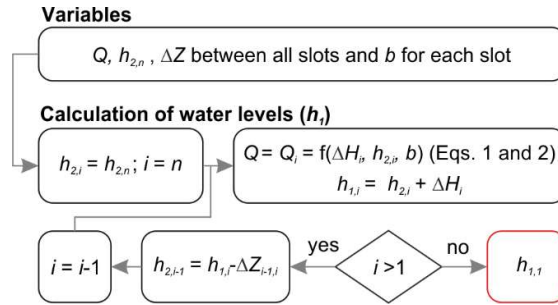 Variables
Q, h2,n , ΔZ between all slots and b for each slot
Calculation of water levels (h1)
h2,i = h2,n; i = n
Q = Qi = f(ΔHi, h2,i, b) (Eqs. 1 and 2)
h1,i = h2,i + ΔHi
i = i-1
h2,i-1 = h1,i-ΔZi-1,i
yes
i >1
no
h1,1